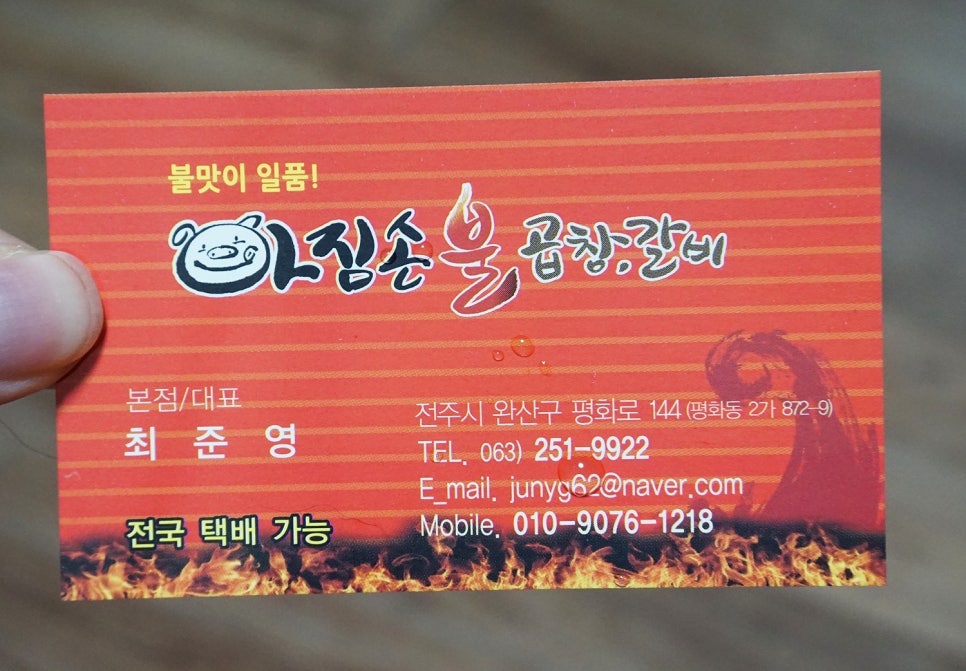 불맛이 일품!
아짐손 불 곱창.갈비
본점/대표
최 준 영
전국 택배 가능
전주시 완산구 평화로 144 (평화동 2가 872-9)
TEL. 063) 251-9922
E_mail. junyg62@naver.com
Mobile. 010-9076-1218